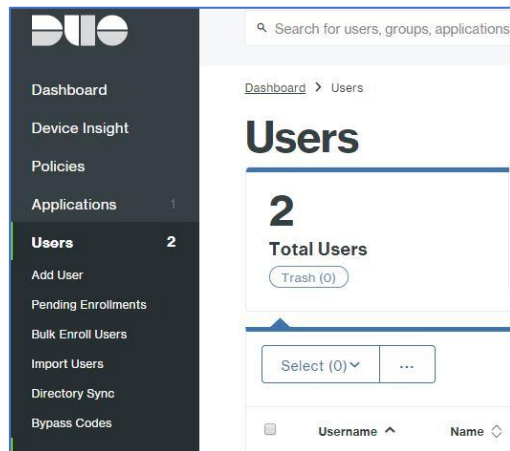 DUO
Search for users, groups, applications
Dashboard
Device Insight
Policies
Applications 1
Users 2
Add User
Pending Enrollments
Bulk Enroll Users
Import Users
Directory Sync
Bypass Codes
Dashboard > Users
Users
2
Total Users
Trash (0)
Select (0) ...
Username Name